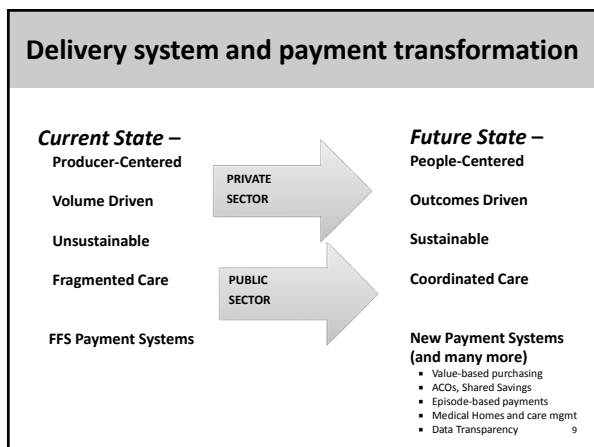 Delivery system and payment transformation
Current State –
Producer-Centered
Volume Driven
Unsustainable
Fragmented Care
FFS Payment Systems
PRIVATE
SECTOR
PUBLIC
SECTOR
Future State –
People-Centered
Outcomes Driven
Sustainable
Coordinated Care
New Payment Systems
(and many more)
▪ Value-based purchasing
▪ ACOs, Shared Savings
▪ Episode-based payments
▪ Medical Homes and care mgmt
▪ Data Transparency
9